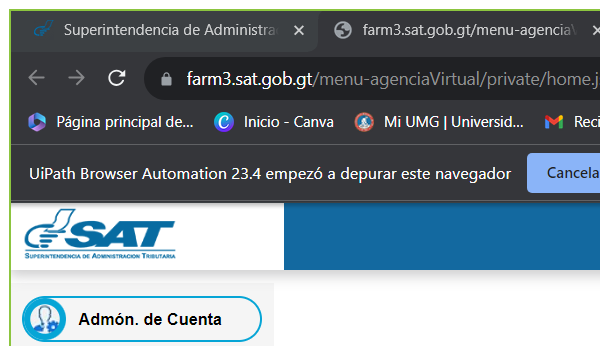 Superintendencia de Administra
farm3.sat.gob.gt/menu-agenciaV
farm3.sat.gob.gt/menu-agenciaVirtual/private/home.j
Página principal de... Inicio - Canva Mi UMG | Universid... Reci
UiPath Browser Automation 23.4 empezó a depurar este navegador Cancela
SAT
SUPERINTENDENCIA DE ADMINISTRACION TRIBUTARIA
Admón. de Cuenta